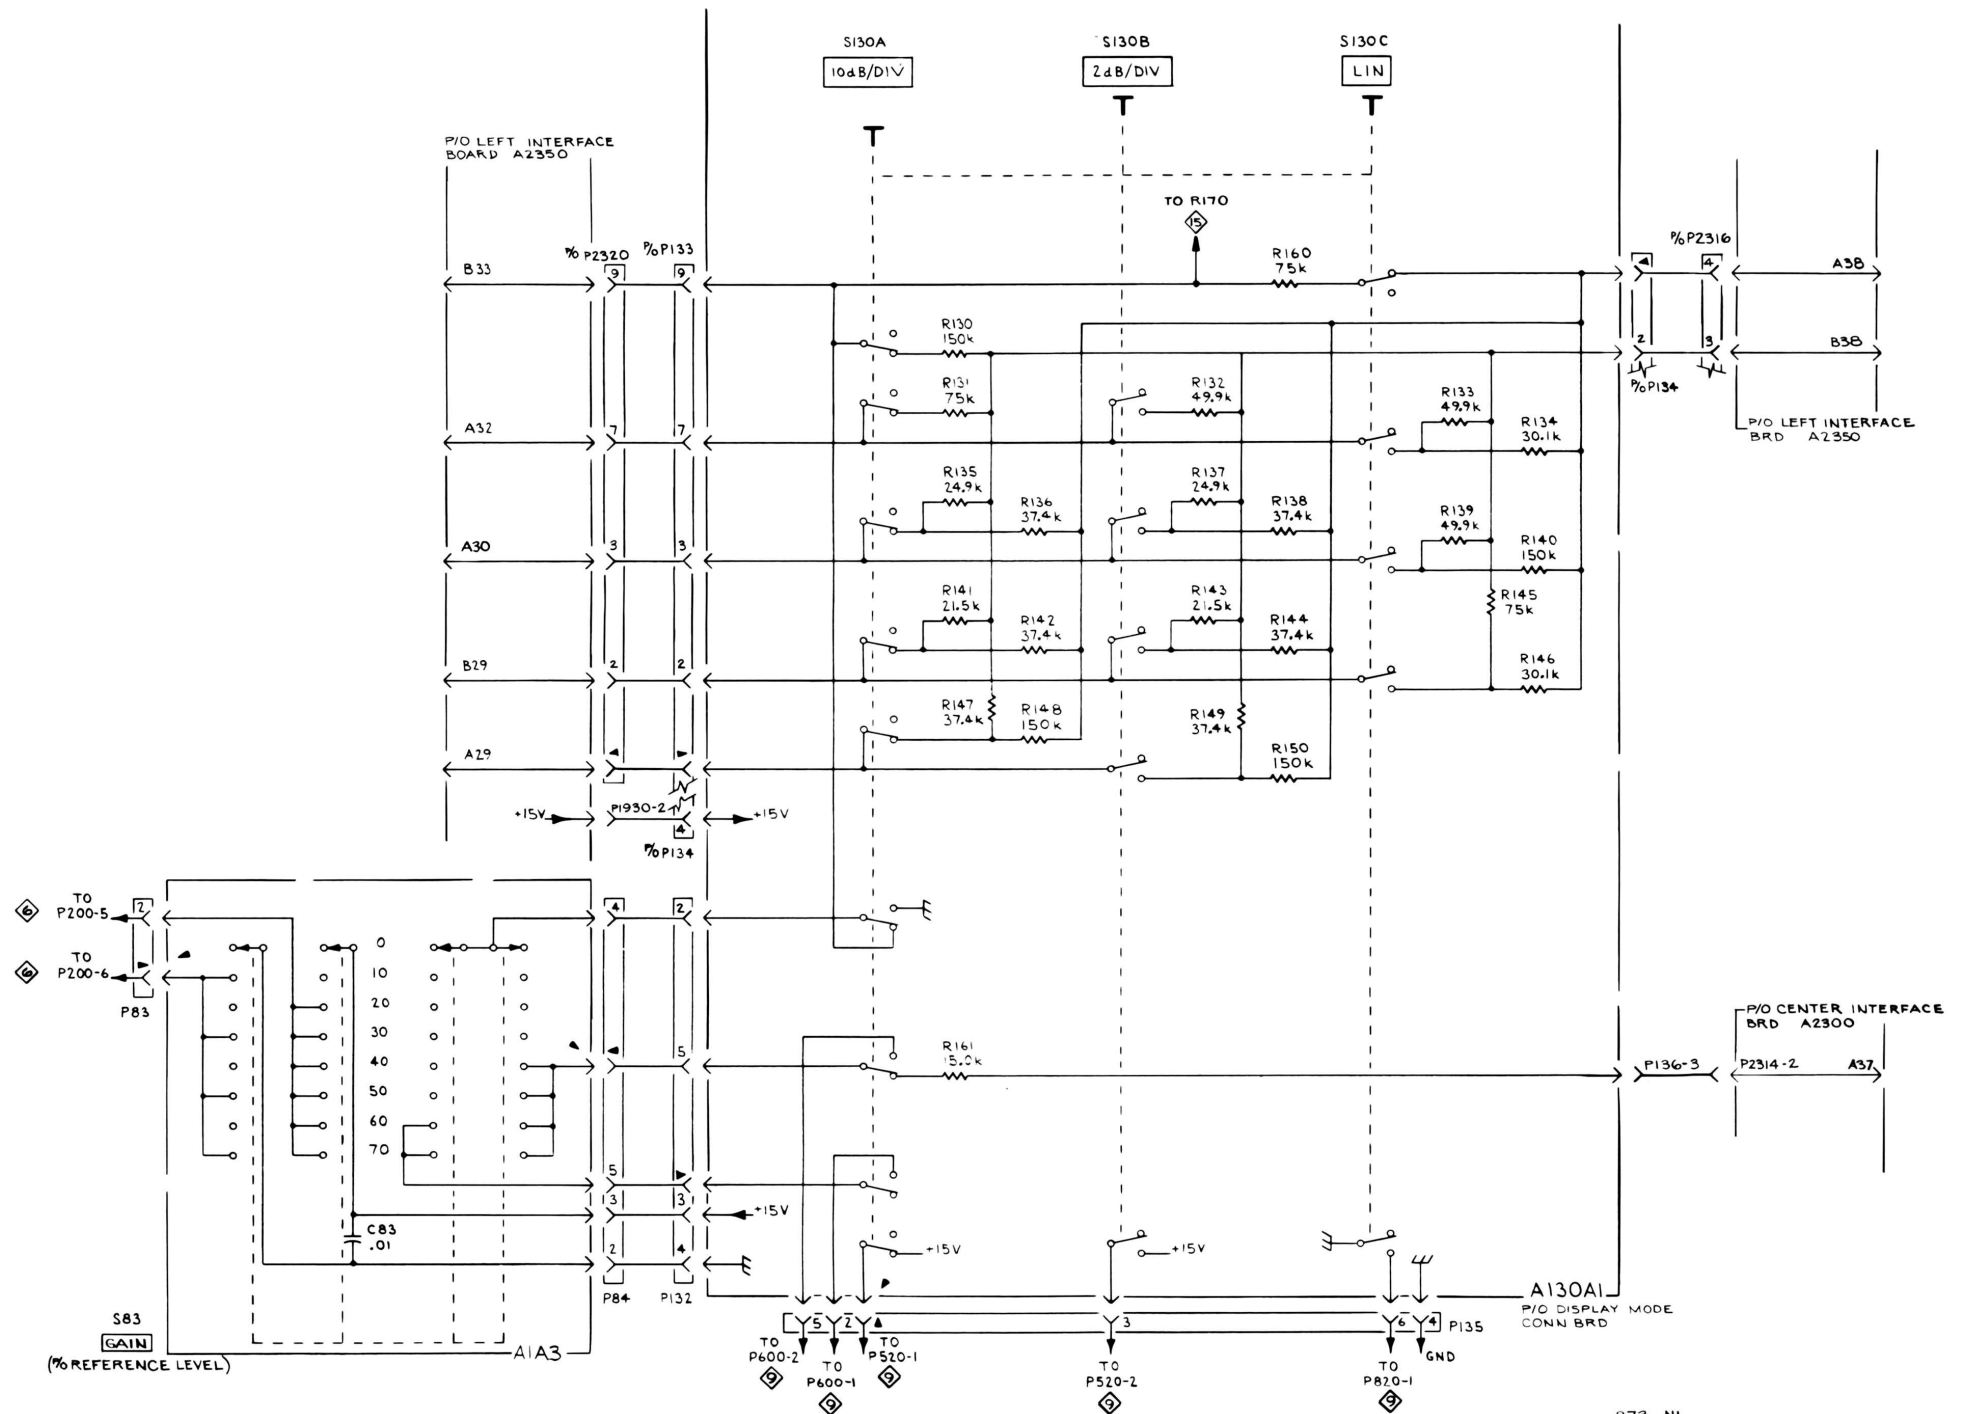 S130A
10dB/DIV
S130B
2dB/DIV
S130C
LIN
P/O LEFT INTERFACE
BOARD A2350
TO R170
15
P/O P2320
P/O P133
P/O P2316
B33
9
9
R160
75k
4
A38
R130
150k
2
3
B38
P/O P134
R131
75k
R132
49.9k
R133
49.9k
R134
30.1k
P/O LEFT INTERFACE
BRD A2350
A32
7
7
R135
24.9k
R136
37.4k
R137
24.9k
R138
37.4k
R139
49.9k
R140
150k
A30
3
3
R141
21.5k
R142
37.4k
R143
21.5k
R144
37.4k
R145
75k
R146
30.1k
B29
2
2
R147
37.4k
R148
150k
R149
37.4k
R150
150k
A29
+15V
P1930-2
4
+15V
P/O P134
6
TO
P200-5
2
4
2
6
TO
P200-6
P83
0
10
20
30
40
50
60
70
5
R161
15.0k
P/O CENTER INTERFACE
BRD A2300
P136-3
P2314-2
A37
5
3
3
+15V
C83
.01
2
4
+15V
+15V
P84
P132
S83
GAIN
(P/O REFERENCE LEVEL)
A1A3
A130A1
P/O DISPLAY MODE
CONN BRD
5
2
3
6
4
P135
TO
P600-2
9
TO
P600-1
9
TO
P520-1
9
TO
P520-2
9
TO
P820-1
9
GND